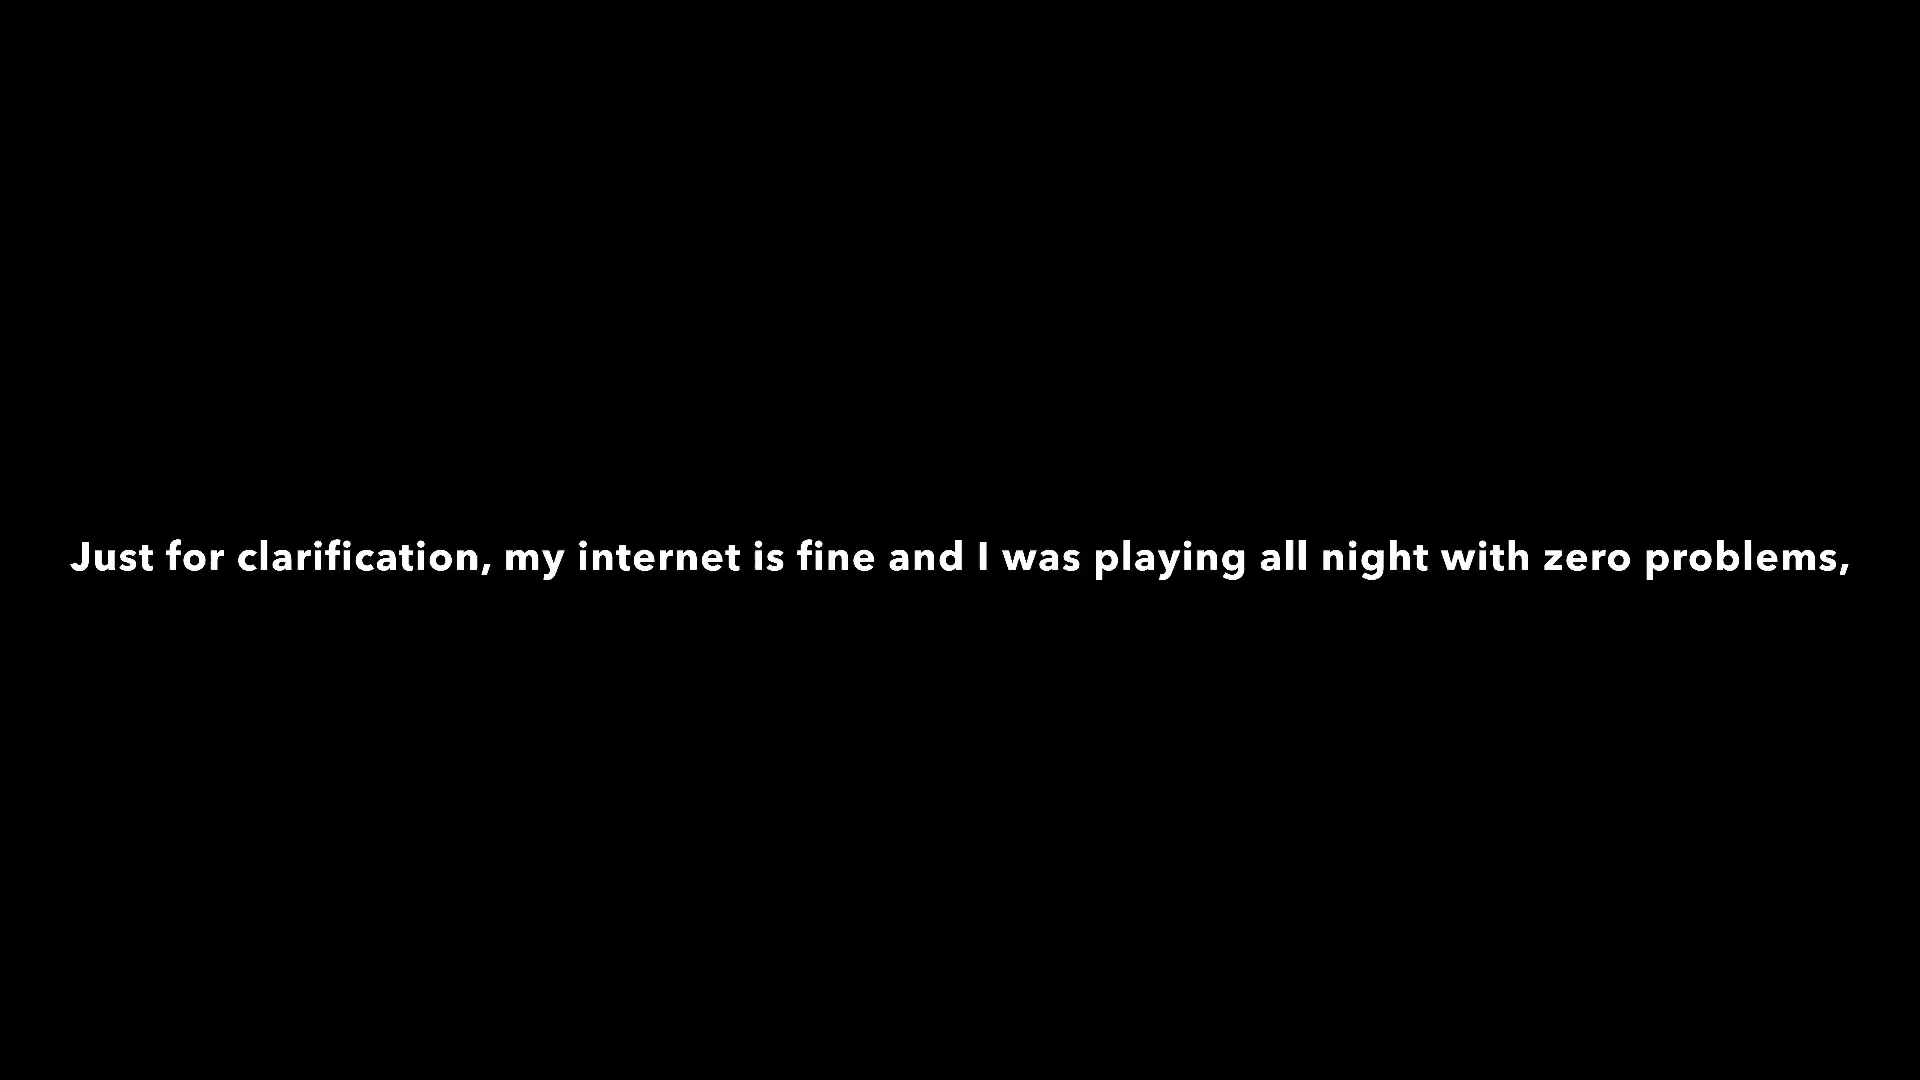 Just for clarification, my internet is fine and I was playing all night with zero problems,